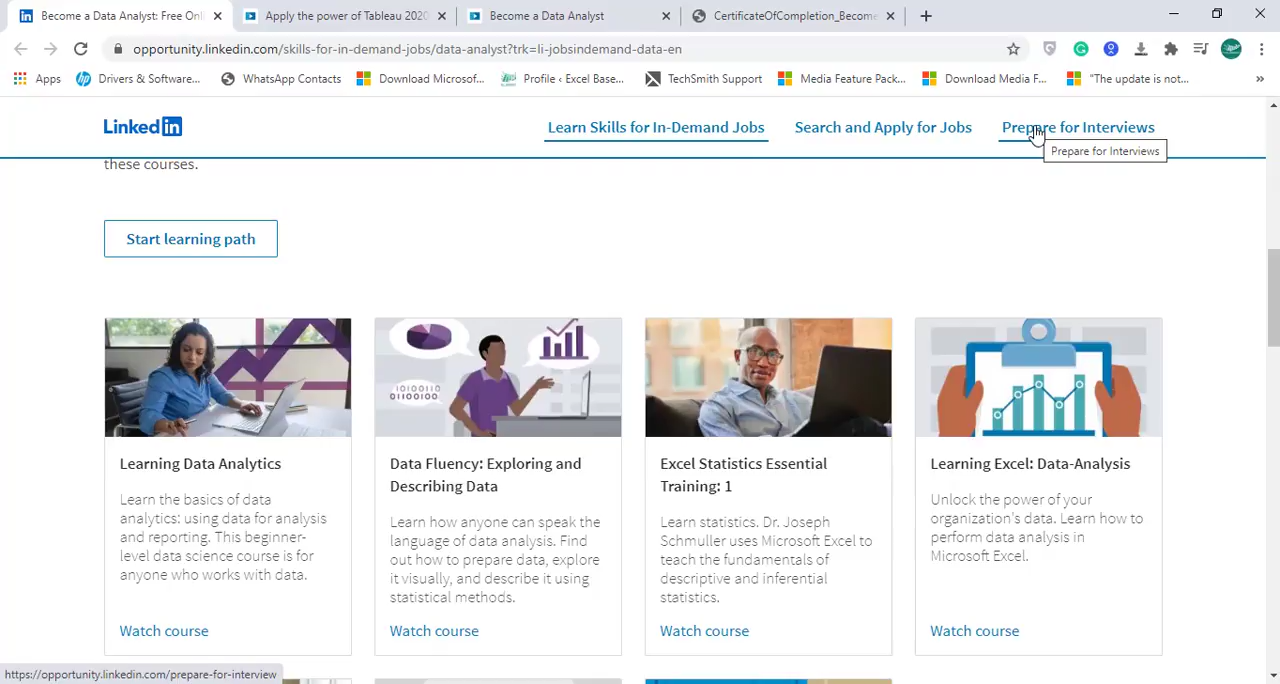 Become a Data Analyst: Free Onli
Apply the power of Tableau 2020
Become a Data Analyst
CertificateOfCompletion_Become
opportunity.linkedin.com/skills-for-in-demand-jobs/data-analyst?trk=li-jobsindemand-data-en
Apps
Drivers & Software...
WhatsApp Contacts
Download Microsof...
Profile ‹ Excel Base...
TechSmith Support
Media Feature Pack...
Download Media F...
"The update is not...
»
Linked in
Learn Skills for In-Demand Jobs
Search and Apply for Jobs
Prepare for Interviews
Prepare for Interviews
these courses.
Start learning path
Learning Data Analytics
Learn the basics of data
analytics: using data for analysis
and reporting. This beginner-
level data science course is for
anyone who works with data.
Watch course
Data Fluency: Exploring and
Describing Data
Learn how anyone can speak the
language of data analysis. Find
out how to prepare data, explore
it visually, and describe it using
statistical methods.
Watch course
Excel Statistics Essential
Training: 1
Learn statistics. Dr. Joseph
Schmuller uses Microsoft Excel to
teach the fundamentals of
descriptive and inferential
statistics.
Watch course
Learning Excel: Data-Analysis
Unlock the power of your
organization's data. Learn how to
perform data analysis in
Microsoft Excel.
Watch course
https://opportunity.linkedin.com/prepare-for-interview